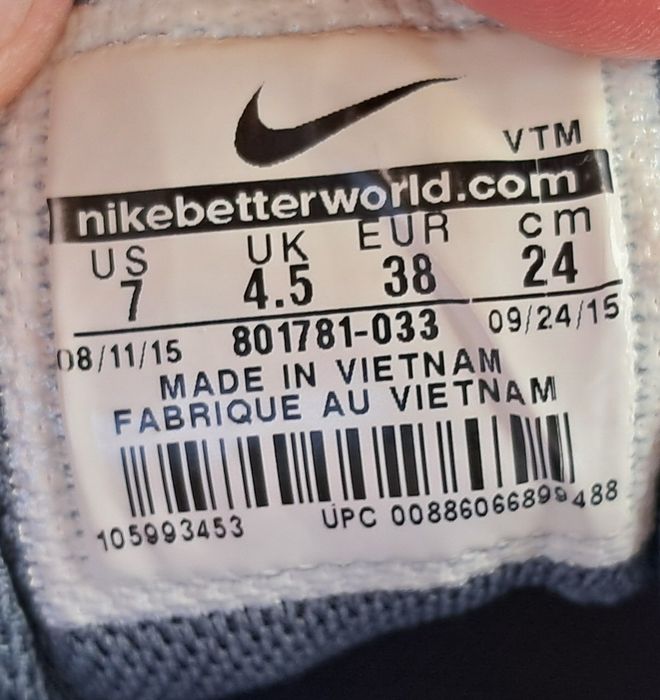 VTM
nikebetterworld.com
US UK EUR cm
7 4.5 38 24
08/11/15 801781-033 09/24/15
MADE IN VIETNAM
FABRIQUE AU VIETNAM
105993453 UPC 00886066899488